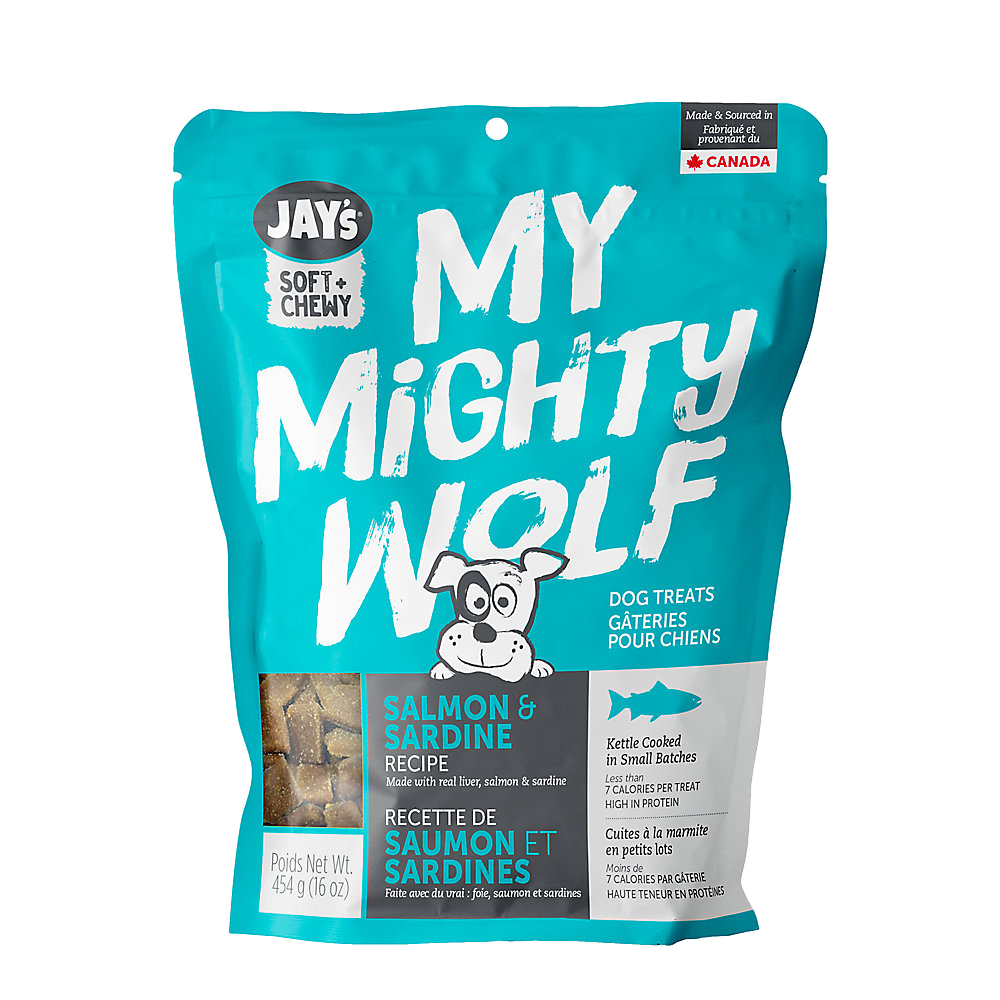 Made & Sourced in
Fabriqué et
provenant du
CANADA
JAY's®
SOFT +
CHEWY
MY
MiGHTY
WOLF
DOG TREATS
GÂTERIES
POUR CHIENS
SALMON &
SARDINE
RECIPE
Made with real liver, salmon & sardine
RECETTE DE
SAUMON ET
SARDINES
Faite avec du vrai : foie, saumon et sardines
Kettle Cooked
in Small Batches
Less than
7 CALORIES PER TREAT
HIGH IN PROTEIN
Cuites à la marmite
en petits lots
Moins de
7 CALORIES PAR GÂTERIE
HAUTE TENEUR EN PROTÉINES
Poids Net Wt.
454 g (16 oz)